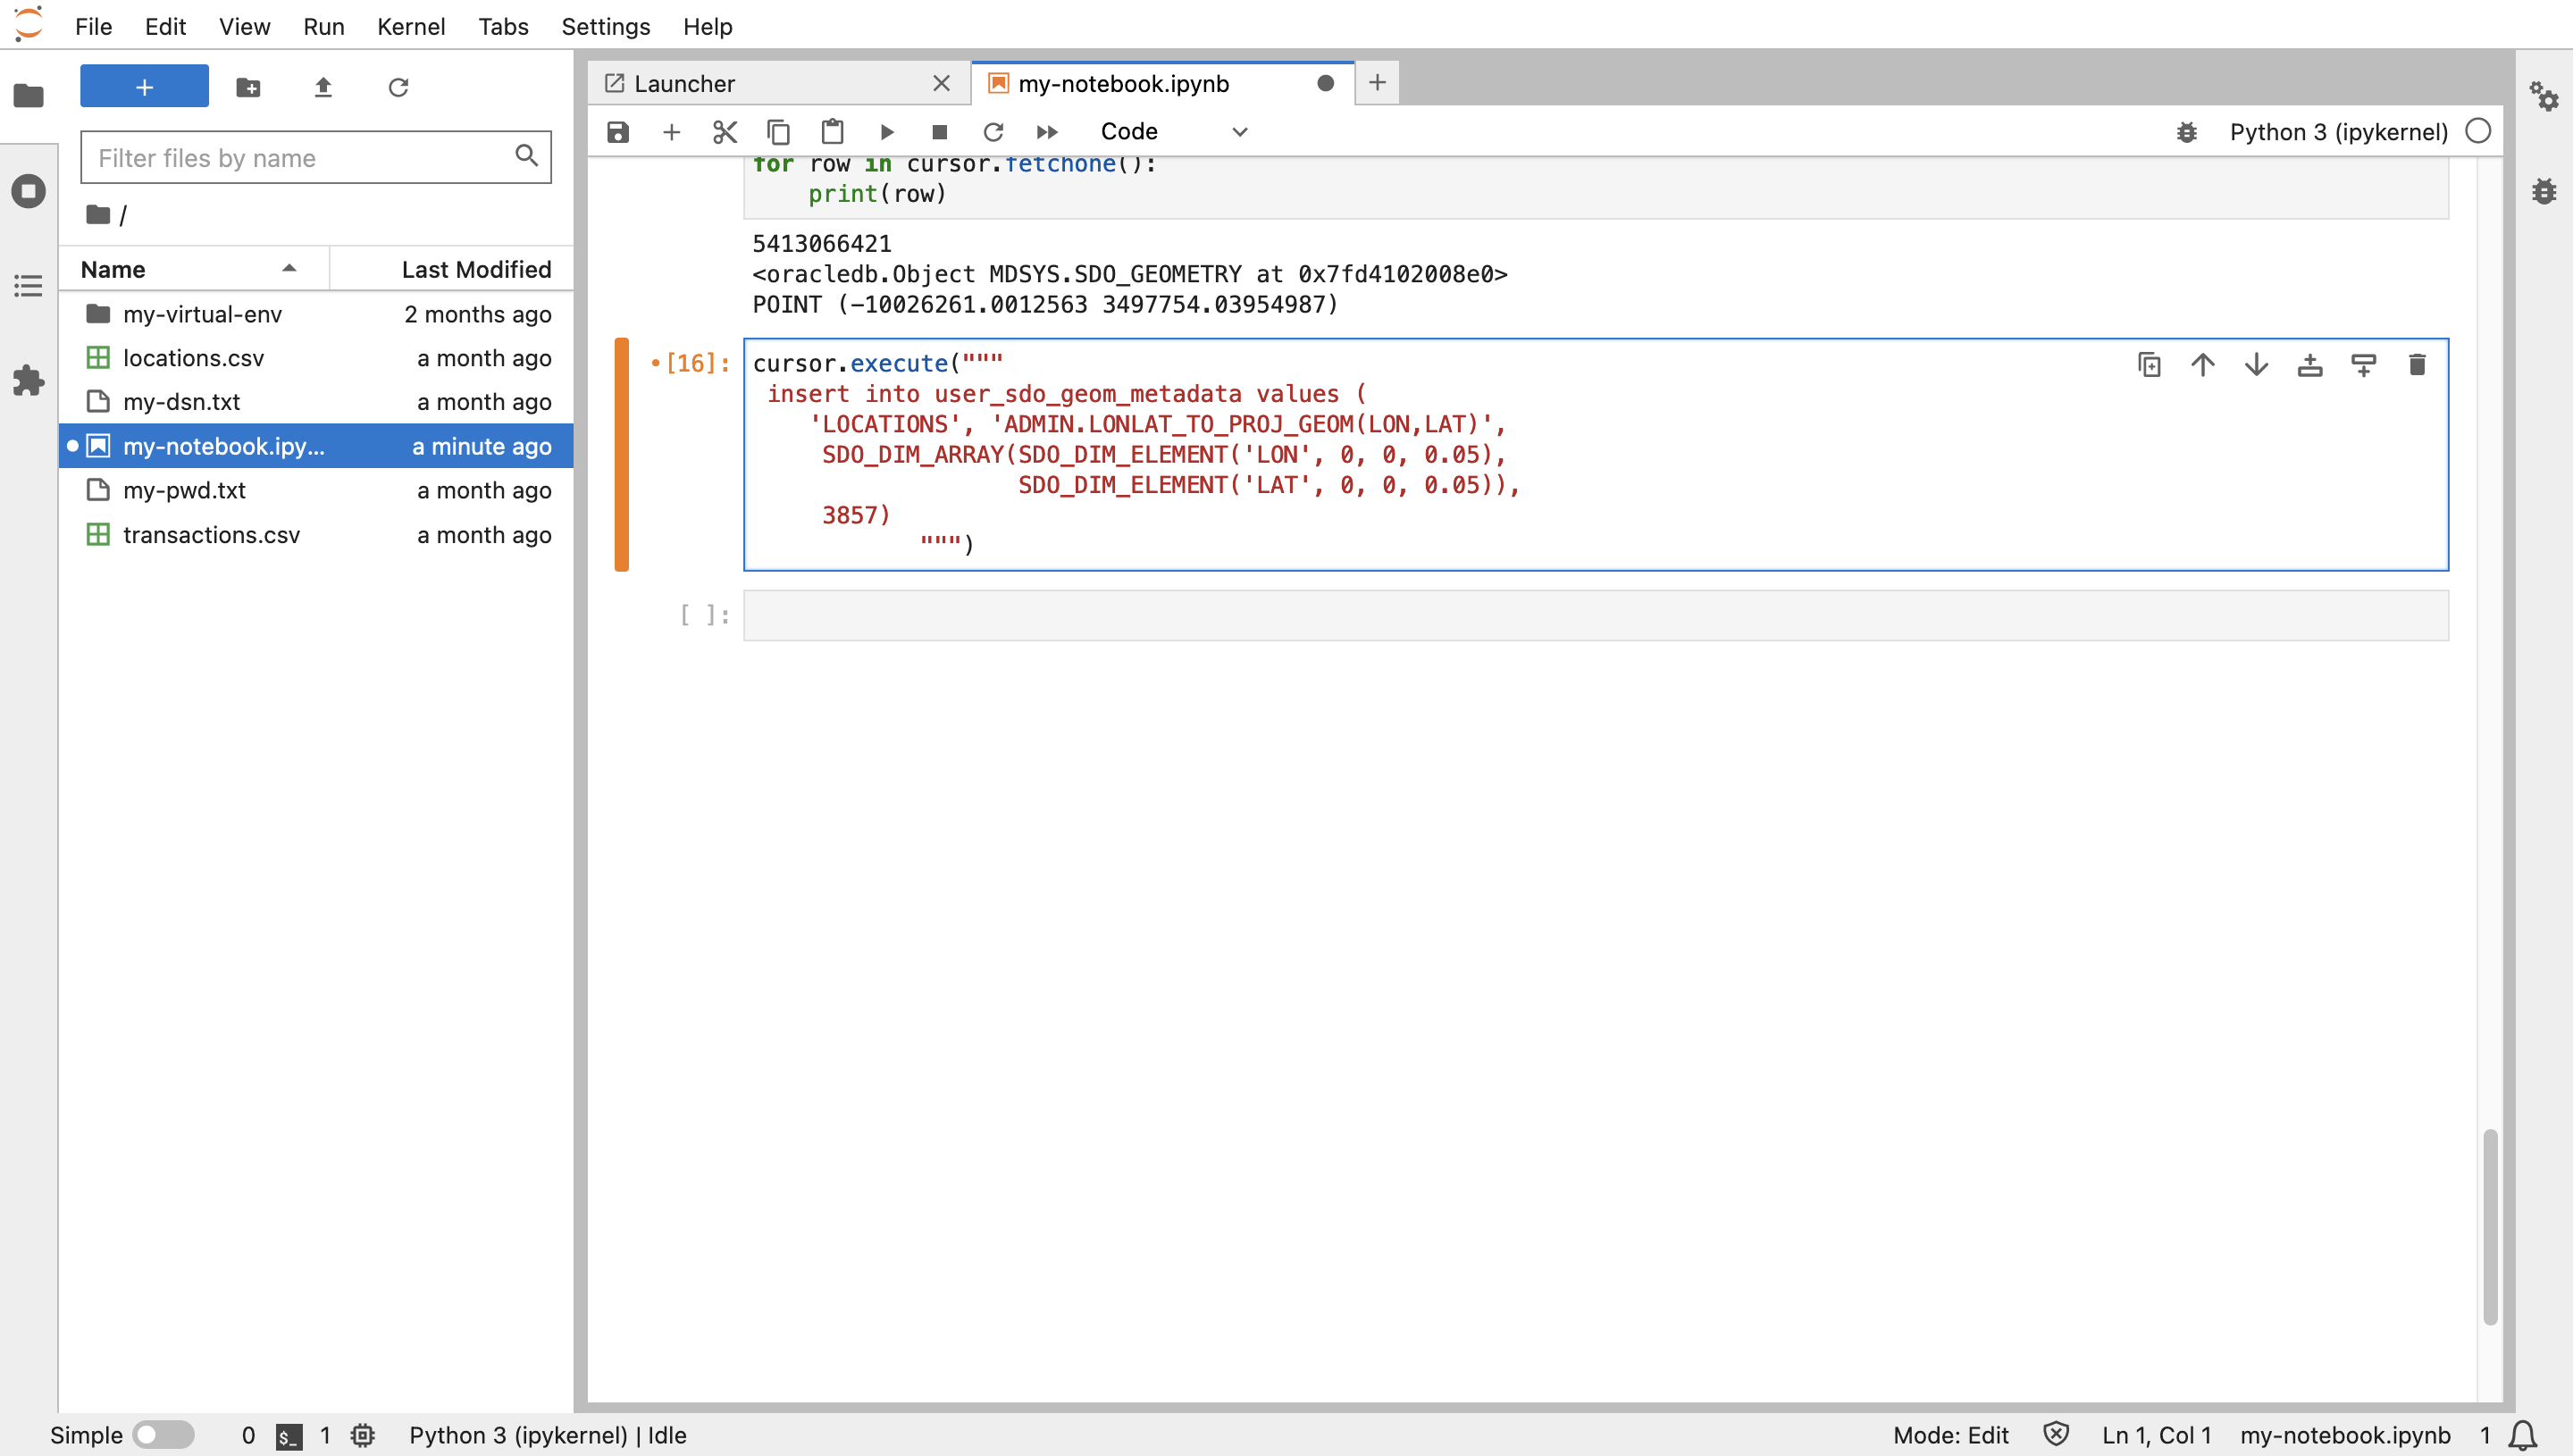 File Edit View Run Kernel Tabs Settings Help
+
Filter files by name
/
Name Last Modified
my-virtual-env 2 months ago
locations.csv a month ago
my-dsn.txt a month ago
my-notebook.ipy... a minute ago
my-pwd.txt a month ago
transactions.csv a month ago
Launcher my-notebook.ipynb
Code Python 3 (ipykernel)
for row in cursor.fetchone():
print(row)
5413066421
<oracledb.Object MDSYS.SDO_GEOMETRY at 0x7fd4102008e0>
POINT (-10026261.0012563 3497754.03954987)
[16]: cursor.execute("""
insert into user_sdo_geom_metadata values (
'LOCATIONS', 'ADMIN.LONLAT_TO_PROJ_GEOM(LON,LAT)',
SDO_DIM_ARRAY(SDO_DIM_ELEMENT('LON', 0, 0, 0.05),
SDO_DIM_ELEMENT('LAT', 0, 0, 0.05)),
3857)
""")
[ ]:
Simple 0 $_ 1 Python 3 (ipykernel) | Idle Mode: Edit Ln 1, Col 1 my-notebook.ipynb 1